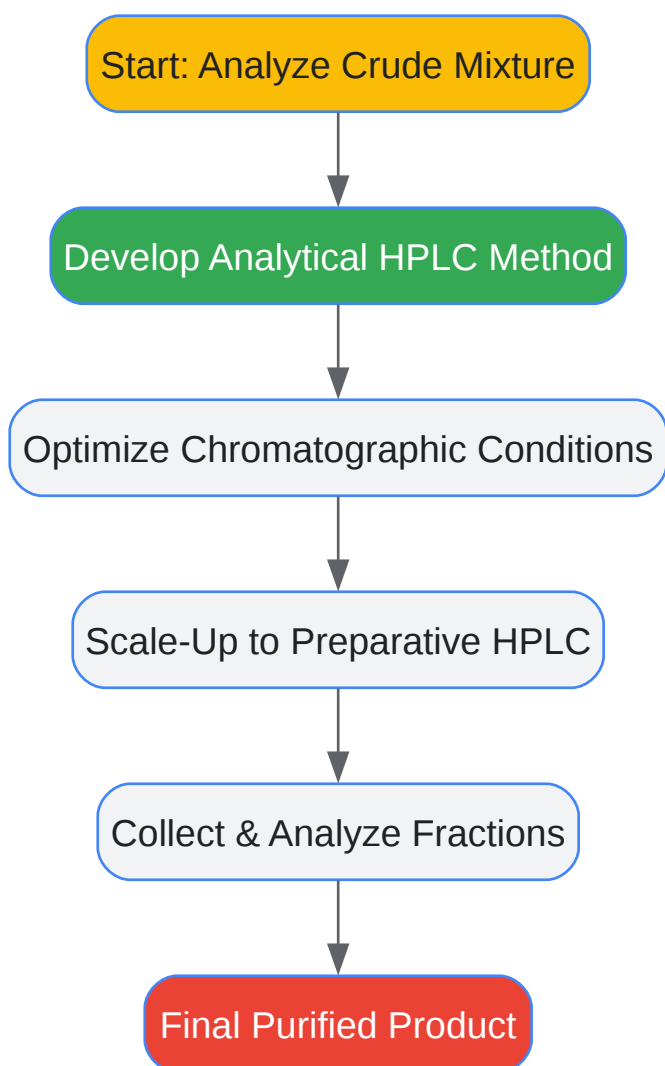 Start: Analyze Crude Mixture
Develop Analytical HPLC Method
Optimize Chromatographic Conditions
Scale-Up to Preparative HPLC
Collect & Analyze Fractions
Final Purified Product